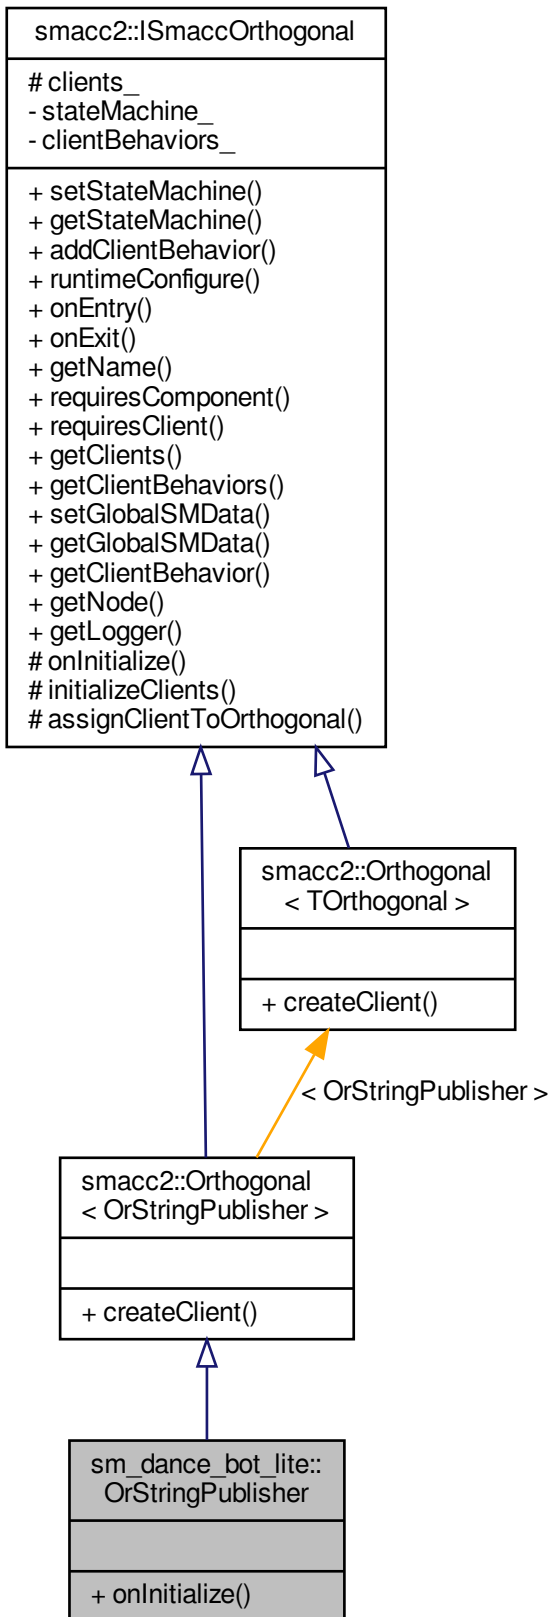 smacc2::ISmaccOrthogonal
# clients_
- stateMachine_
- clientBehaviors_
+ setStateMachine()
+ getStateMachine()
+ addClientBehavior()
+ runtimeConfigure()
+ onEntry()
+ onExit()
+ getName()
+ requiresComponent()
+ requiresClient()
+ getClients()
+ getClientBehaviors()
+ setGlobalSMData()
+ getGlobalSMData()
+ getClientBehavior()
+ getNode()
+ getLogger()
# onInitialize()
# initializeClients()
# assignClientToOrthogonal()
smacc2::Orthogonal
< TOrthogonal >
+ createClient()
< OrStringPublisher >
smacc2::Orthogonal
< OrStringPublisher >
+ createClient()
sm_dance_bot_lite::
OrStringPublisher
+ onInitialize()